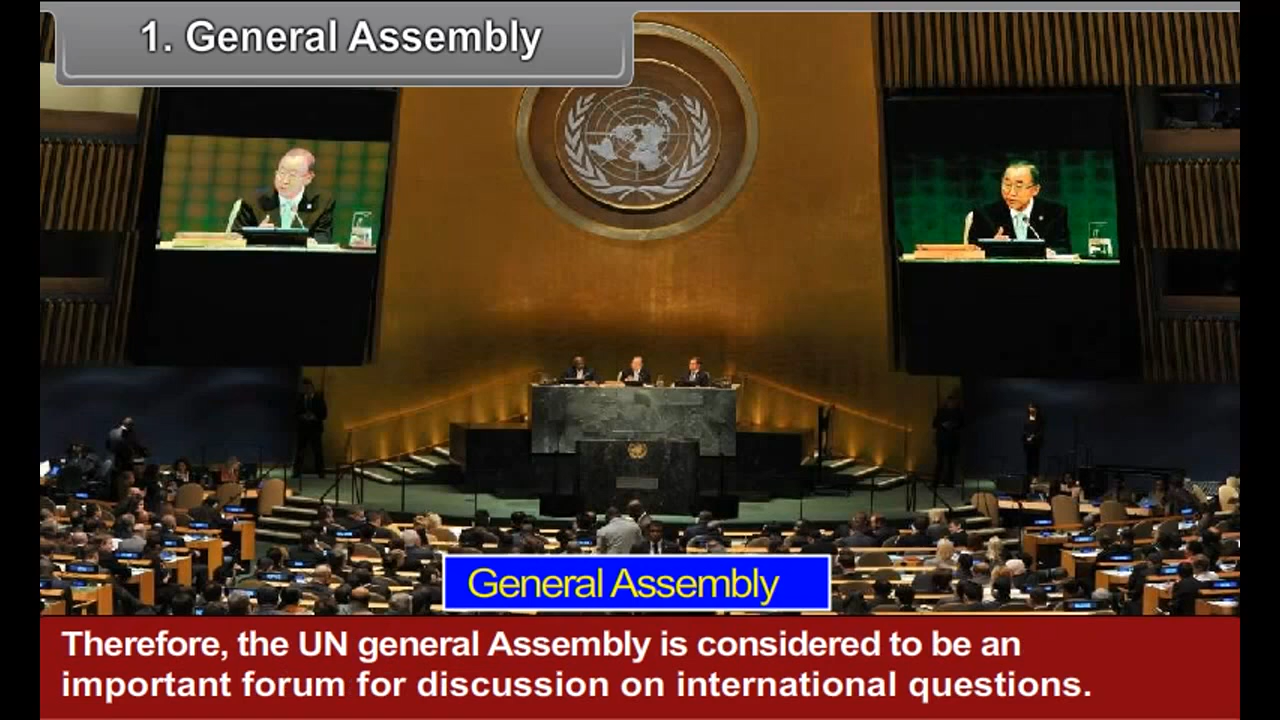 1. General Assembly
General Assembly
Therefore, the UN general Assembly is considered to be an
important forum for discussion on international questions.